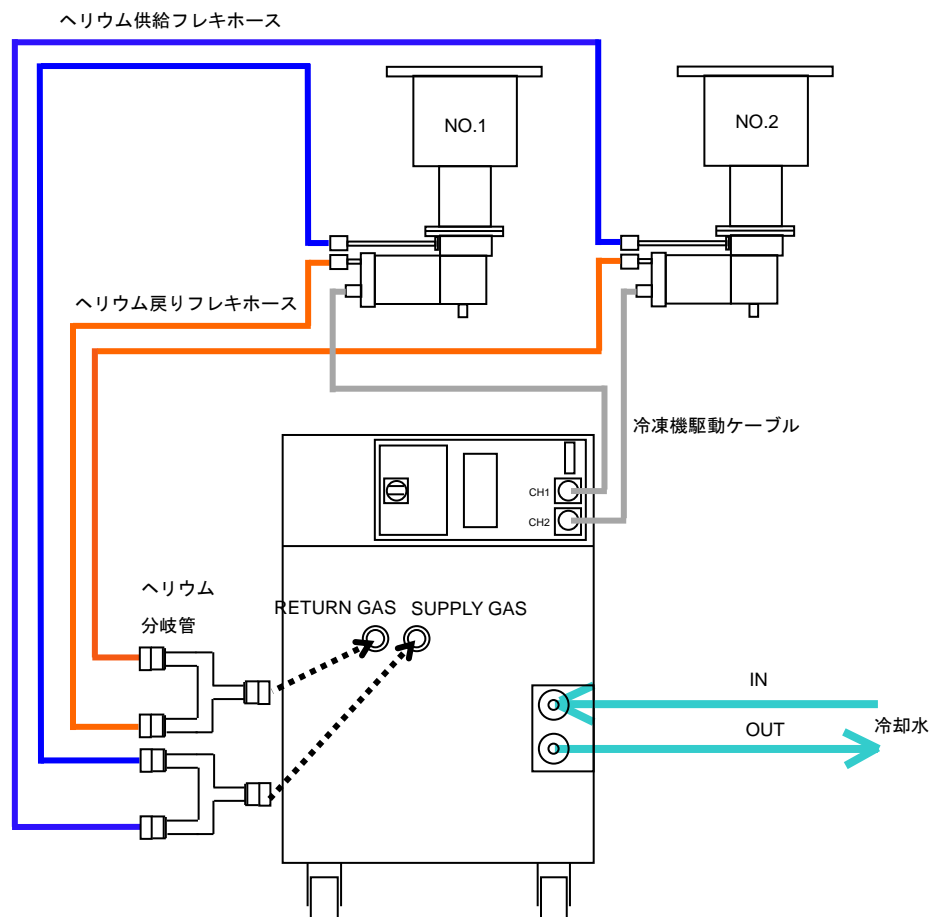 ヘリウム供給フレキホース
NO.1
NO.2
ヘリウム戻りフレキホース
冷凍機駆動ケーブル
CH1
CH2
ヘリウム
分岐管
RETURN GAS
SUPPLY GAS
IN
OUT
冷却水